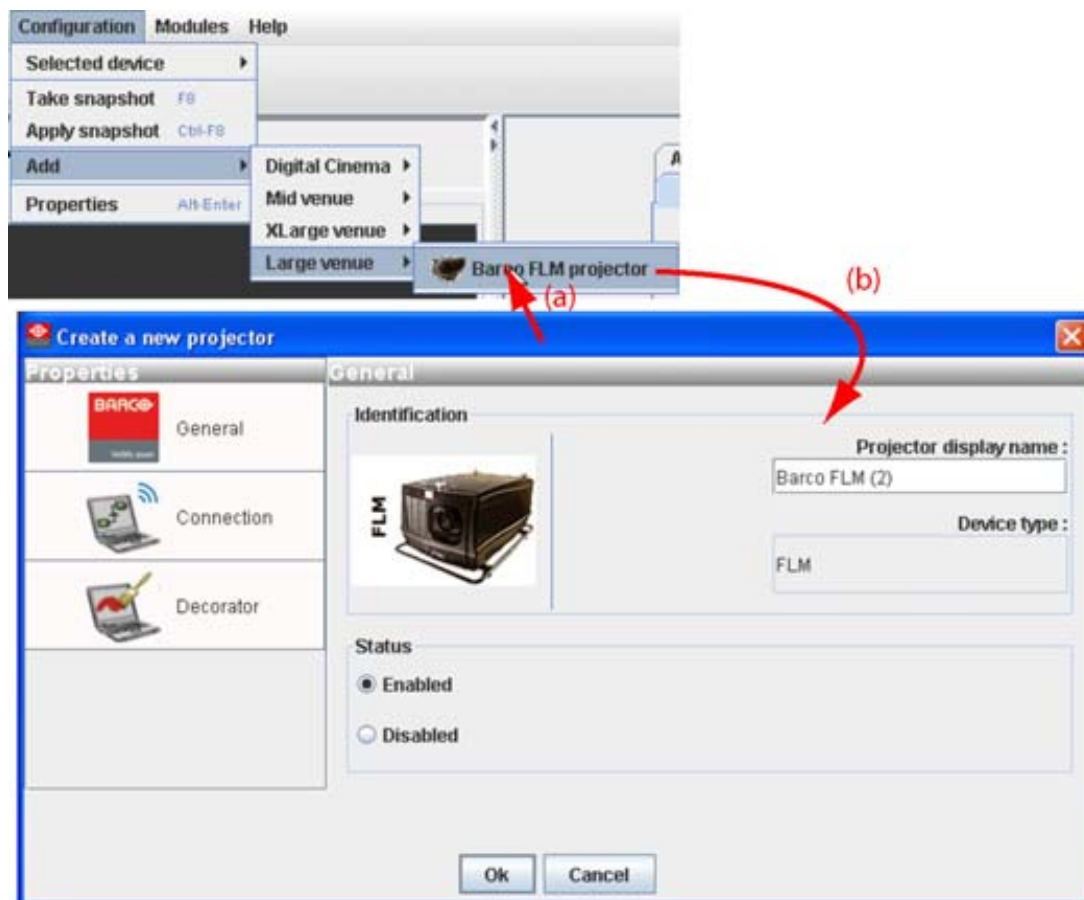 Configuration Modules Help
Selected device
Take snapshot F8
Apply snapshot Ctrl-F8
Add
Properties Alt-Enter
Digital Cinema
Mid venue
XLarge venue
Large venue
Barco FLM projector
(a)
(b)
Create a new projector
Properties
General
BARCO
General
Connection
Decorator
Identification
FLM
Projector display name :
Barco FLM (2)
Device type :
FLM
Status
Enabled
Disabled
Ok Cancel